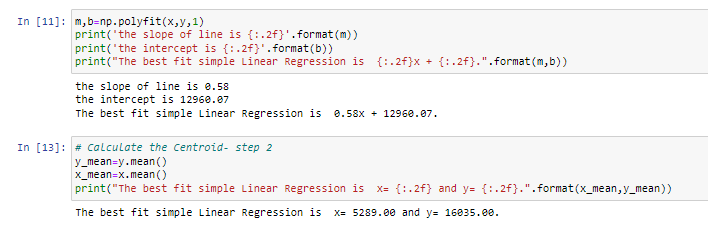 In [11]: m,b=np.polyfit(x,y,1)
print('the slope of line is {:.2f}'.format(m))
print('the intercept is {:.2f}'.format(b))
print("The best fit simple Linear Regression is  {:.2f}x + {:.2f}.".format(m,b))
the slope of line is 0.58
the intercept is 12960.07
The best fit simple Linear Regression is  0.58x + 12960.07.
In [13]: # Calculate the Centroid- step 2
y_mean=y.mean()
x_mean=x.mean()
print("The best fit simple Linear Regression is  x= {:.2f} and y= {:.2f}.".format(x_mean,y_mean))
The best fit simple Linear Regression is  x= 5289.00 and y= 16035.00.